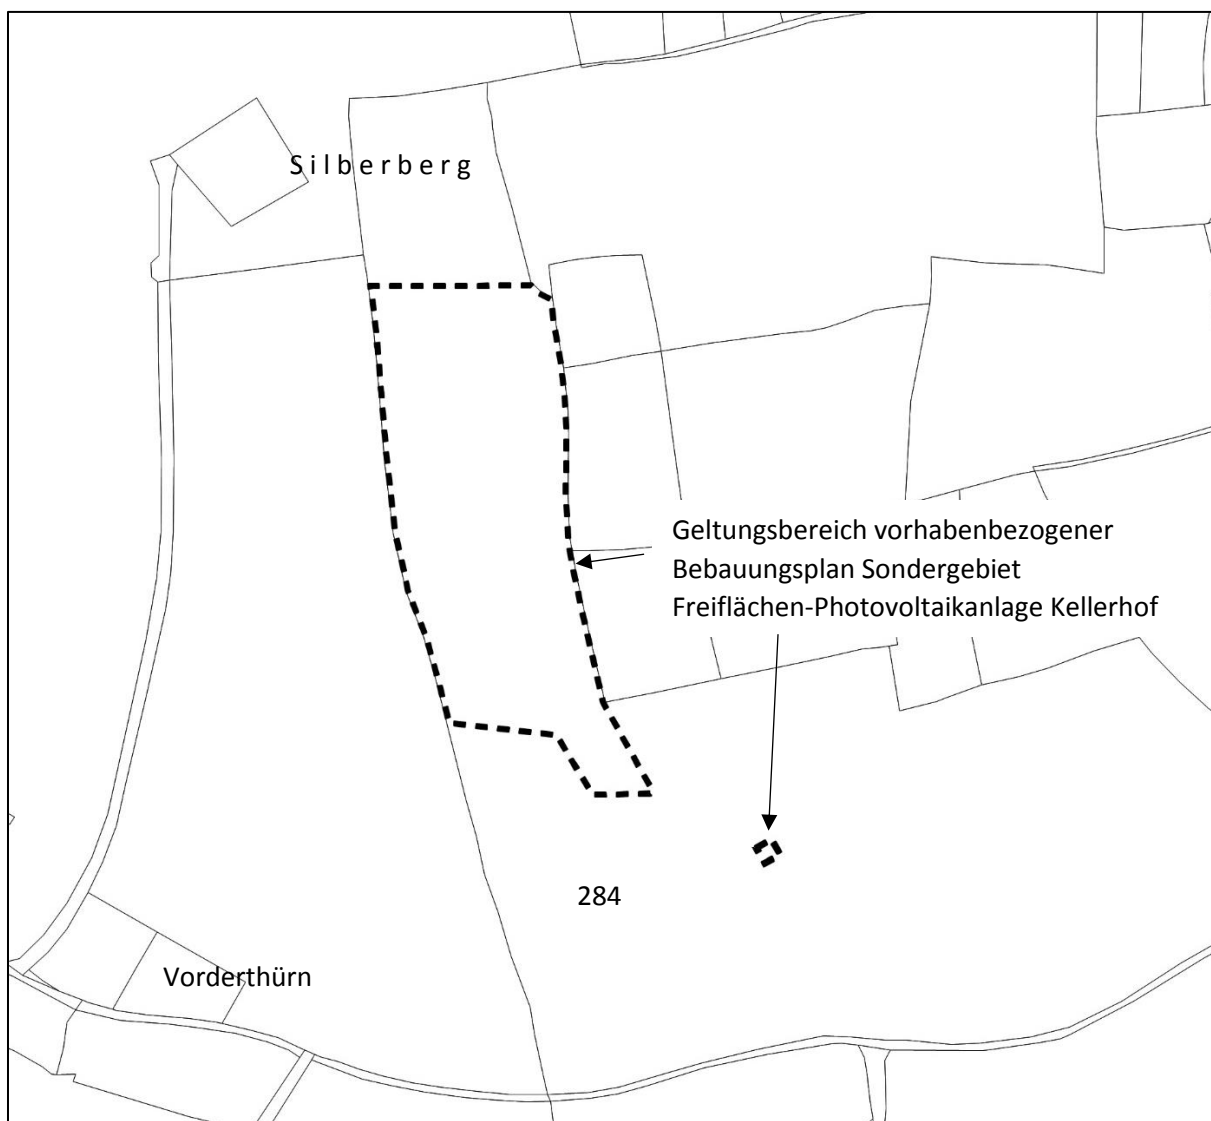 Silberberg
Geltungsbereich vorhabenbezogener
Bebauungsplan Sondergebiet
Freiflächen-Photovoltaikanlage Kellerhof
284
Vorderthürn